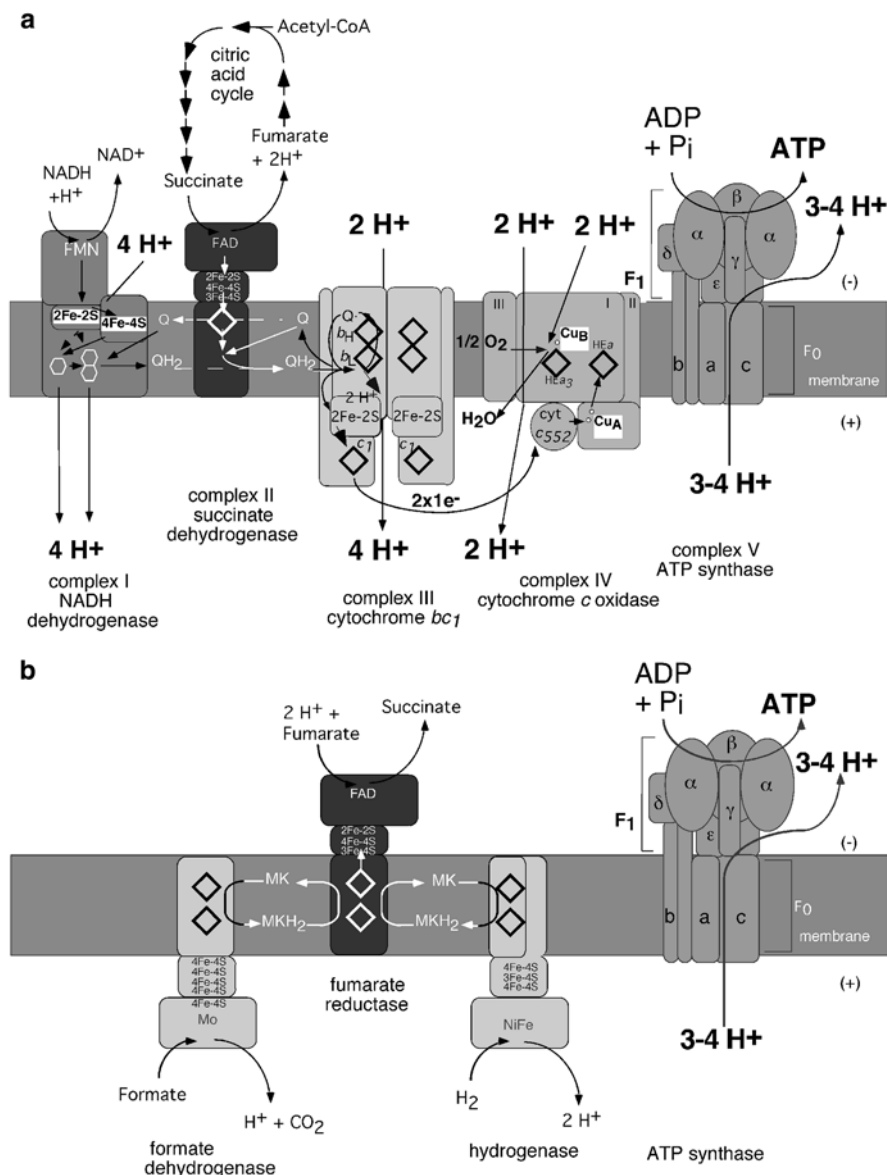 a
Acetyl-CoA
citric
acid
cycle
Fumarate
+ 2H+
Succinate
NADH
+H+
NAD+
FMN
4 H+
2Fe-2S
4Fe-4S
Q
QH2
4 H+
complex I
NADH
dehydrogenase
FAD
2Fe-2S
4Fe-4S
3Fe-4S
Q
QH2
complex II
succinate
dehydrogenase
2 H+
Q
bH
bL
2 H+
2Fe-2S
2Fe-2S
c1
c1
2x1e-
4 H+
complex III
cytochrome bc1
2 H+
2 H+
III
I
II
1/2 O2
CuB
HEa
HEa3
H2O
cyt
c552
CuA
2 H+
complex IV
cytochrome c oxidase
ADP
+ Pi
ATP
3-4 H+
β
α
α
δ
γ
ε
F1
(-)
b
a
c
F0
membrane
(+)
3-4 H+
complex V
ATP synthase
b
2 H+ +
Fumarate
Succinate
FAD
2Fe-2S
4Fe-4S
3Fe-4S
MK
MKH2
MK
MKH2
fumarate
reductase
4Fe-4S
4Fe-4S
4Fe-4S
4Fe-4S
4Fe-4S
Mo
Formate
H+ + CO2
formate
dehydrogenase
4Fe-4S
3Fe-4S
4Fe-4S
NiFe
H2
2 H+
hydrogenase
ADP
+ Pi
ATP
3-4 H+
β
α
α
δ
γ
ε
F1
(-)
b
a
c
F0
membrane
(+)
3-4 H+
ATP synthase